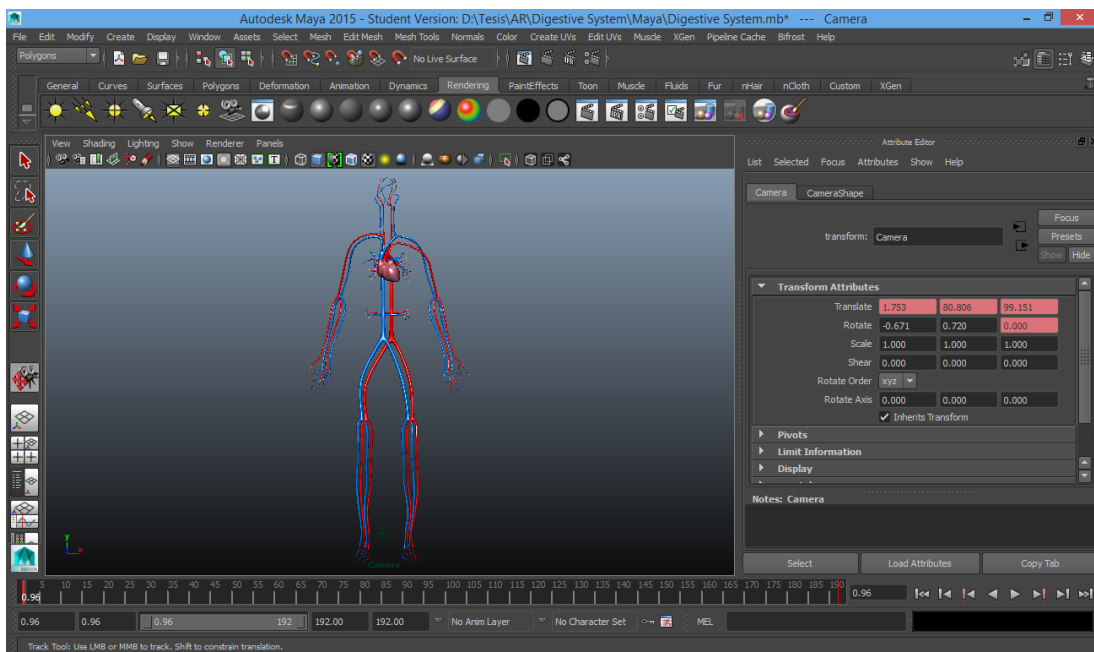 Autodesk Maya 2015 - Student Version: D:\Tesis\AR\Digestive System\Maya\Digestive System.mb* --- Camera
File Edit Modify Create Display Window Assets Select Mesh Edit Mesh Mesh Tools Normals Color Create UVs Edit UVs Muscle XGen Pipeline Cache Bifrost Help
Polygons No Live Surface
General Curves Surfaces Polygons Deformation Animation Dynamics Rendering PaintEffects Toon Muscle Fluids Fur nHair nCloth Custom XGen
View Shading Lighting Show Renderer Panels
Attribute Editor
List Selected Focus Attributes Show Help
Camera CameraShape
Focus
transform: Camera
Presets
Show Hide
Transform Attributes
Translate 1.753 80.806 99.151
Rotate -0.671 0.720 0.000
Scale 1.000 1.000 1.000
Shear 0.000 0.000 0.000
Rotate Order xyz
Rotate Axis 0.000 0.000 0.000
Inherits Transform
Pivots
Limit Information
Display
Notes: Camera
y
x
Camera
MAYA
Select Load Attributes Copy Tab
5 10 15 20 25 30 35 40 45 50 55 60 65 70 75 80 85 90 95 100 105 110 115 120 125 130 135 140 145 150 155 160 165 170 175 180 185 190
0.96 0.96
0.96 0.96 0.96 192 192.00 192.00 No Anim Layer No Character Set MEL
Track Tool: Use LMB or MMB to track. Shift to constrain translation.